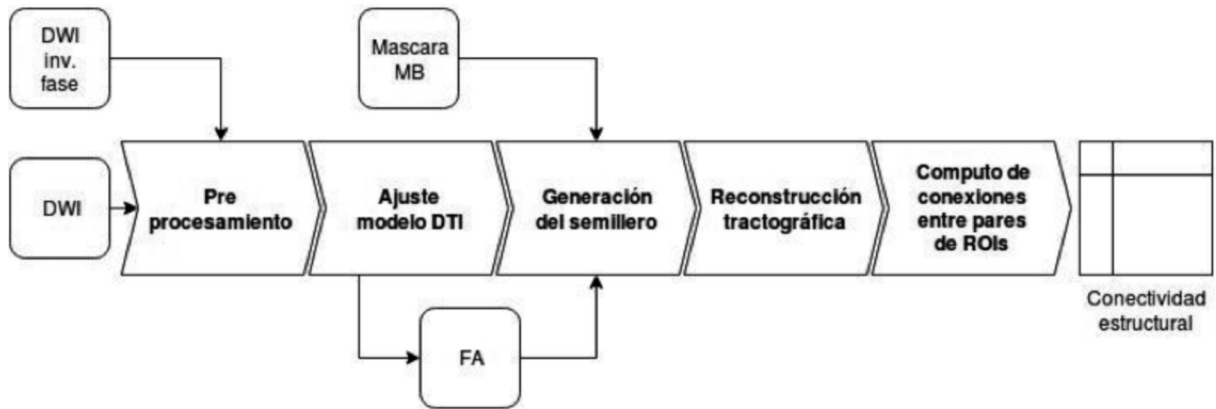 DWI
inv.
fase
Mascara
MB
DWI
Pre
procesamiento
Ajuste
modelo DTI
Generación
del semillero
Reconstrucción
tractográfica
Computo de
conexiones
entre pares
de ROIs
FA
Conectividad
estructural